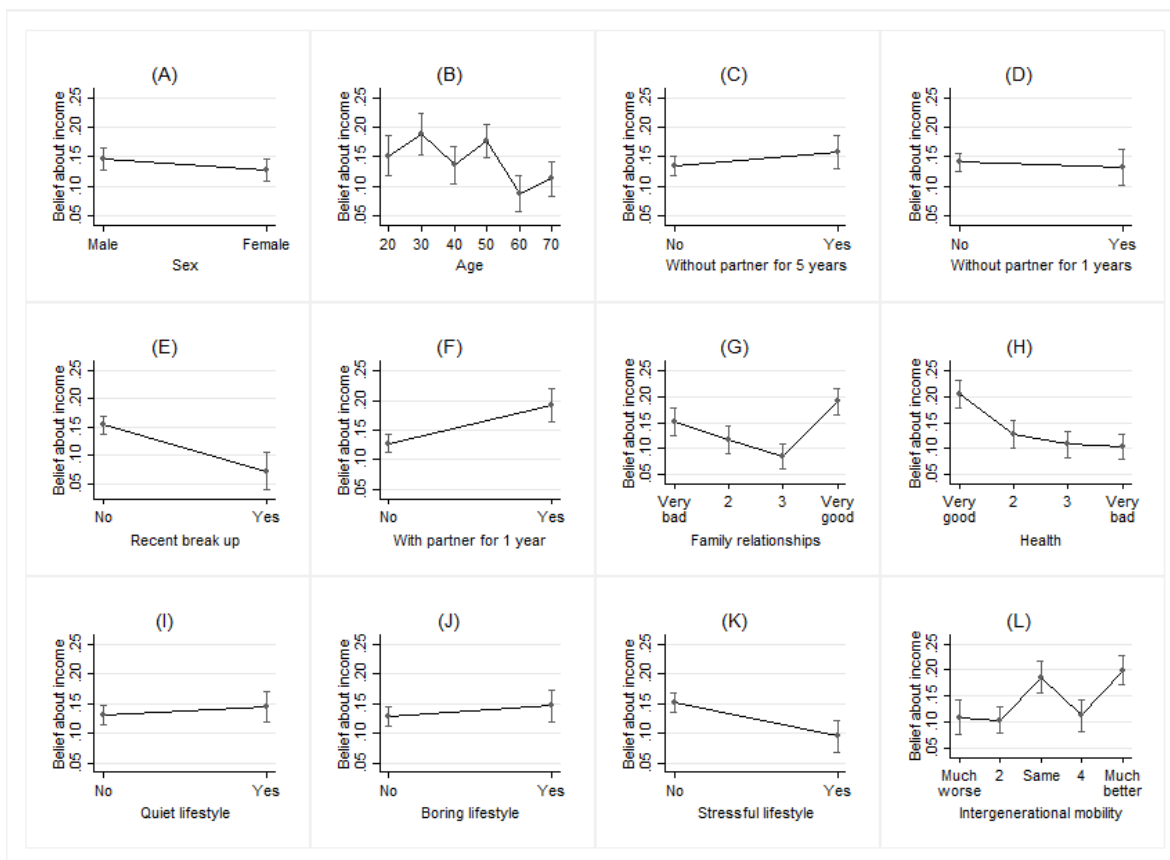 (A)
Belief about income
.05 .10 .15 .20 .25
Male Female
Sex
(B)
Belief about income
.05 .10 .15 .20 .25
20 30 40 50 60 70
Age
(C)
Belief about income
.05 .10 .15 .20 .25
No Yes
Without partner for 5 years
(D)
Belief about income
.05 .10 .15 .20 .25
No Yes
Without partner for 1 years
(E)
Belief about income
.05 .10 .15 .20 .25
No Yes
Recent break up
(F)
Belief about income
.05 .10 .15 .20 .25
No Yes
With partner for 1 year
(G)
Belief about income
.05 .10 .15 .20 .25
Very 2 3 Very
bad good
Family relationships
(H)
Belief about income
.05 .10 .15 .20 .25
Very 2 3 Very
good bad
Health
(I)
Belief about income
.05 .10 .15 .20 .25
No Yes
Quiet lifestyle
(J)
Belief about income
.05 .10 .15 .20 .25
No Yes
Boring lifestyle
(K)
Belief about income
.05 .10 .15 .20 .25
No Yes
Stressful lifestyle
(L)
Belief about income
.05 .10 .15 .20 .25
Much 2 Same 4 Much
worse better
Intergenerational mobility